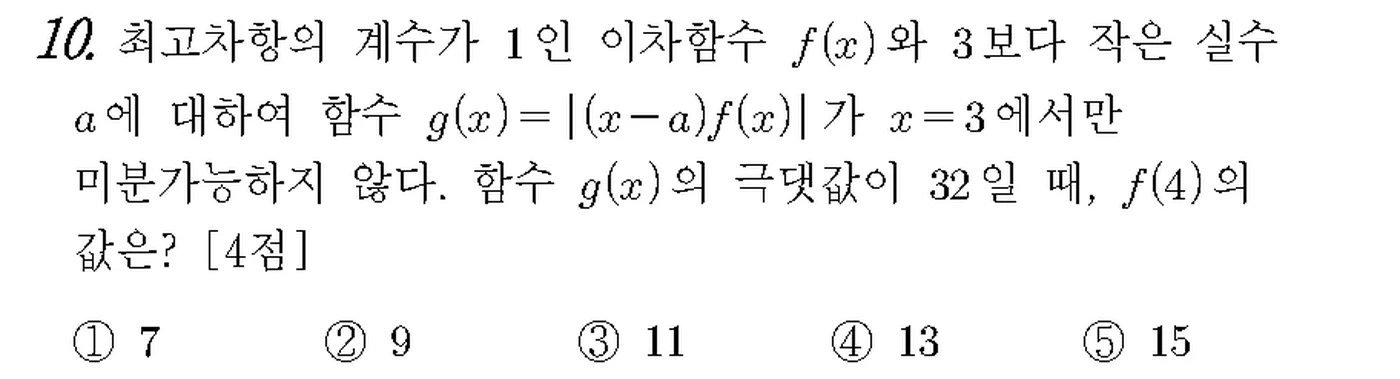 10. 최고차항의 계수가 1인 이차함수 f(x)와 3보다 작은 실수
a에 대하여 함수 g(x)=|(x-a)f(x)|가 x=3에서만
미분가능하지 않다. 함수 g(x)의 극댓값이 32일 때, f(4)의
값은? [4점]
① 7 ② 9 ③ 11 ④ 13 ⑤ 15